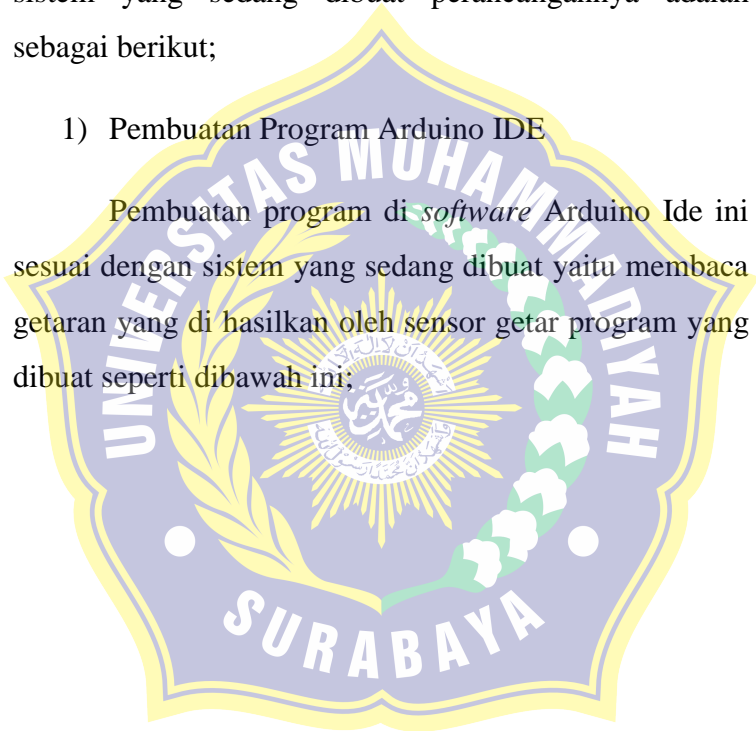 sistem yang sedang dibuat perancangannya adalah
sebagai berikut;
1) Pembuatan Program Arduino IDE
Pembuatan program di software Arduino Ide ini
sesuai dengan sistem yang sedang dibuat yaitu membaca
getaran yang di hasilkan oleh sensor getar program yang
dibuat seperti dibawah ini;
UNIVERSITAS MUHAMMADIYAH
SURABAYA